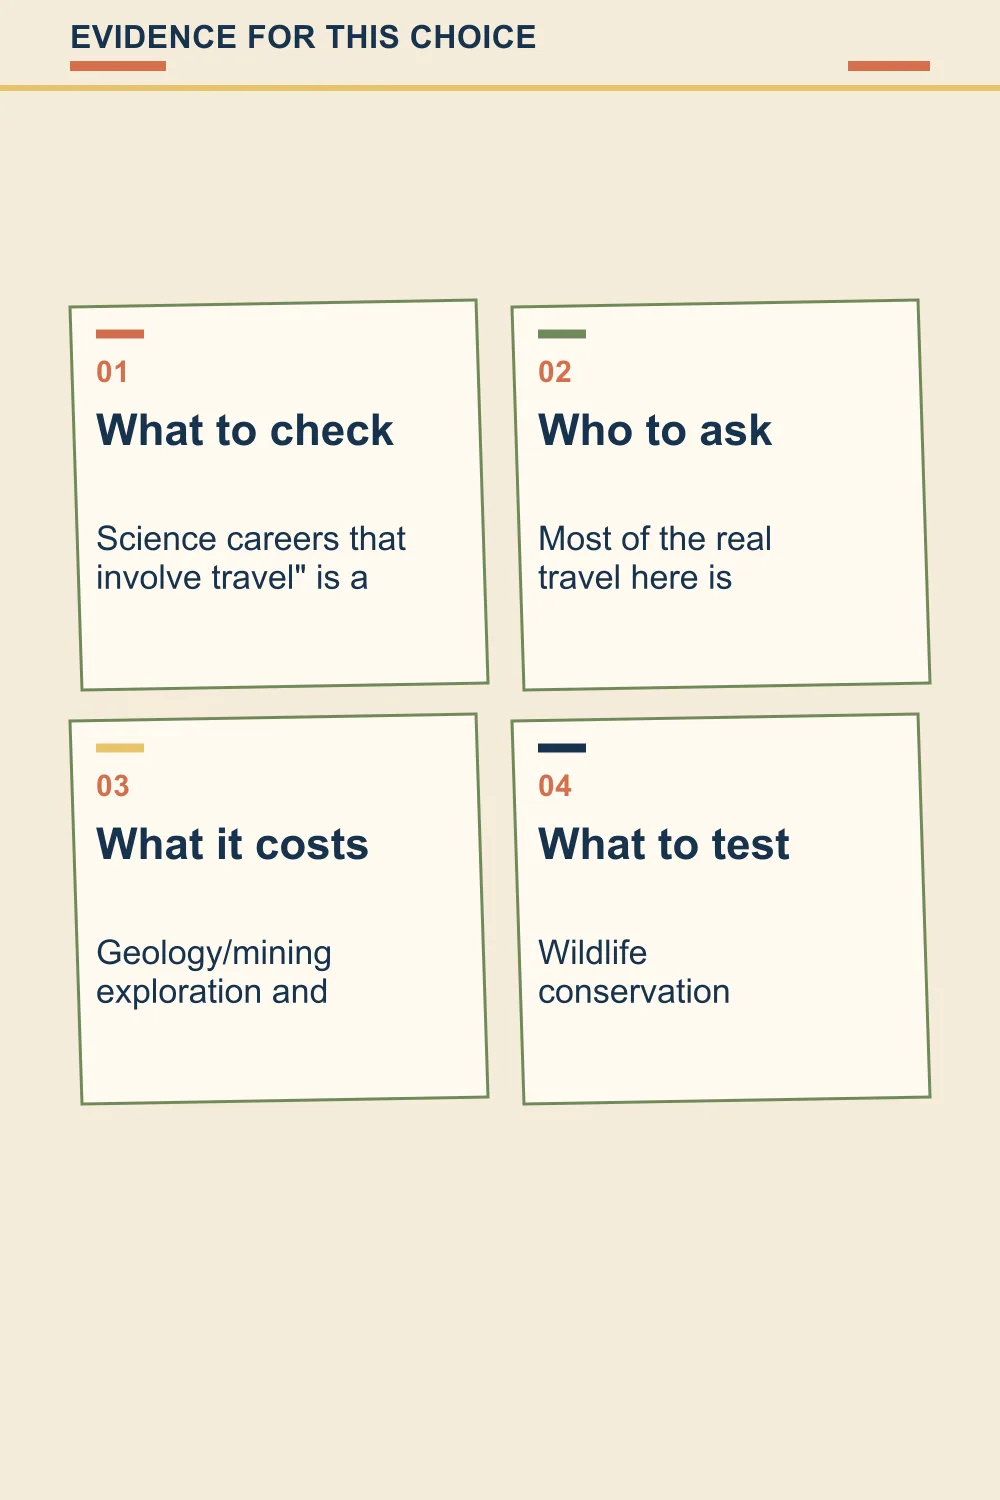 EVIDENCE FOR THIS CHOICE
01
What to check
Science careers that
involve travel" is a
02
Who to ask
Most of the real
travel here is
03
What it costs
Geology/mining
exploration and
04
What to test
Wildlife
conservation